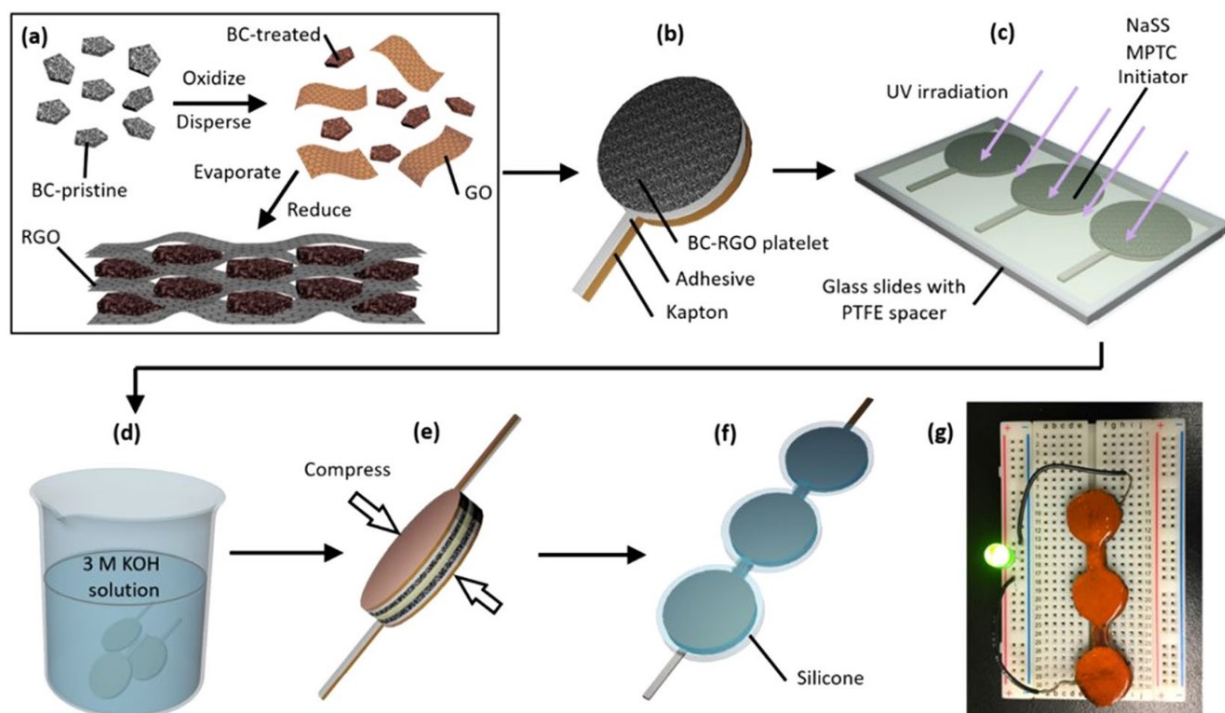 (a)
BC-treated
Oxidize
Disperse
BC-pristine
Evaporate
Reduce
GO
RGO
(b)
BC-RGO platelet
Adhesive
Kapton
(c)
NaSS
MPTC
Initiator
UV irradiation
Glass slides with
PTFE spacer
(d)
3 M KOH
solution
(e)
Compress
(f)
Silicone
(g)